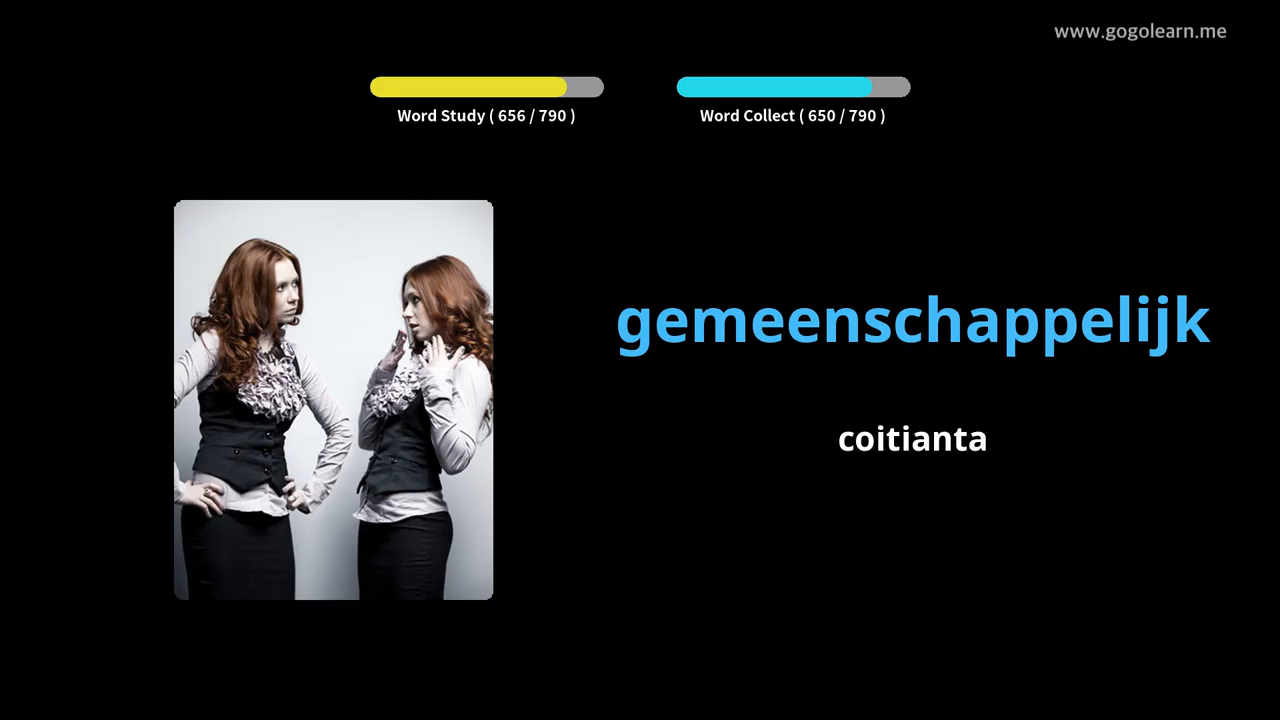 www.gogolearn.me
Word Study ( 656 / 790 )
Word Collect ( 650 / 790 )
gemeenschappelijk
coitianta